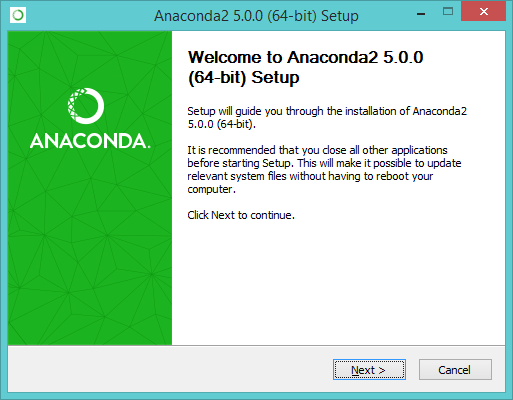 Anaconda2 5.0.0 (64-bit) Setup
Welcome to Anaconda2 5.0.0
(64-bit) Setup
Setup will guide you through the installation of Anaconda2
5.0.0 (64-bit).
It is recommended that you close all other applications
before starting Setup. This will make it possible to update
relevant system files without having to reboot your
computer.
Click Next to continue.
ANACONDA.
Next >
Cancel